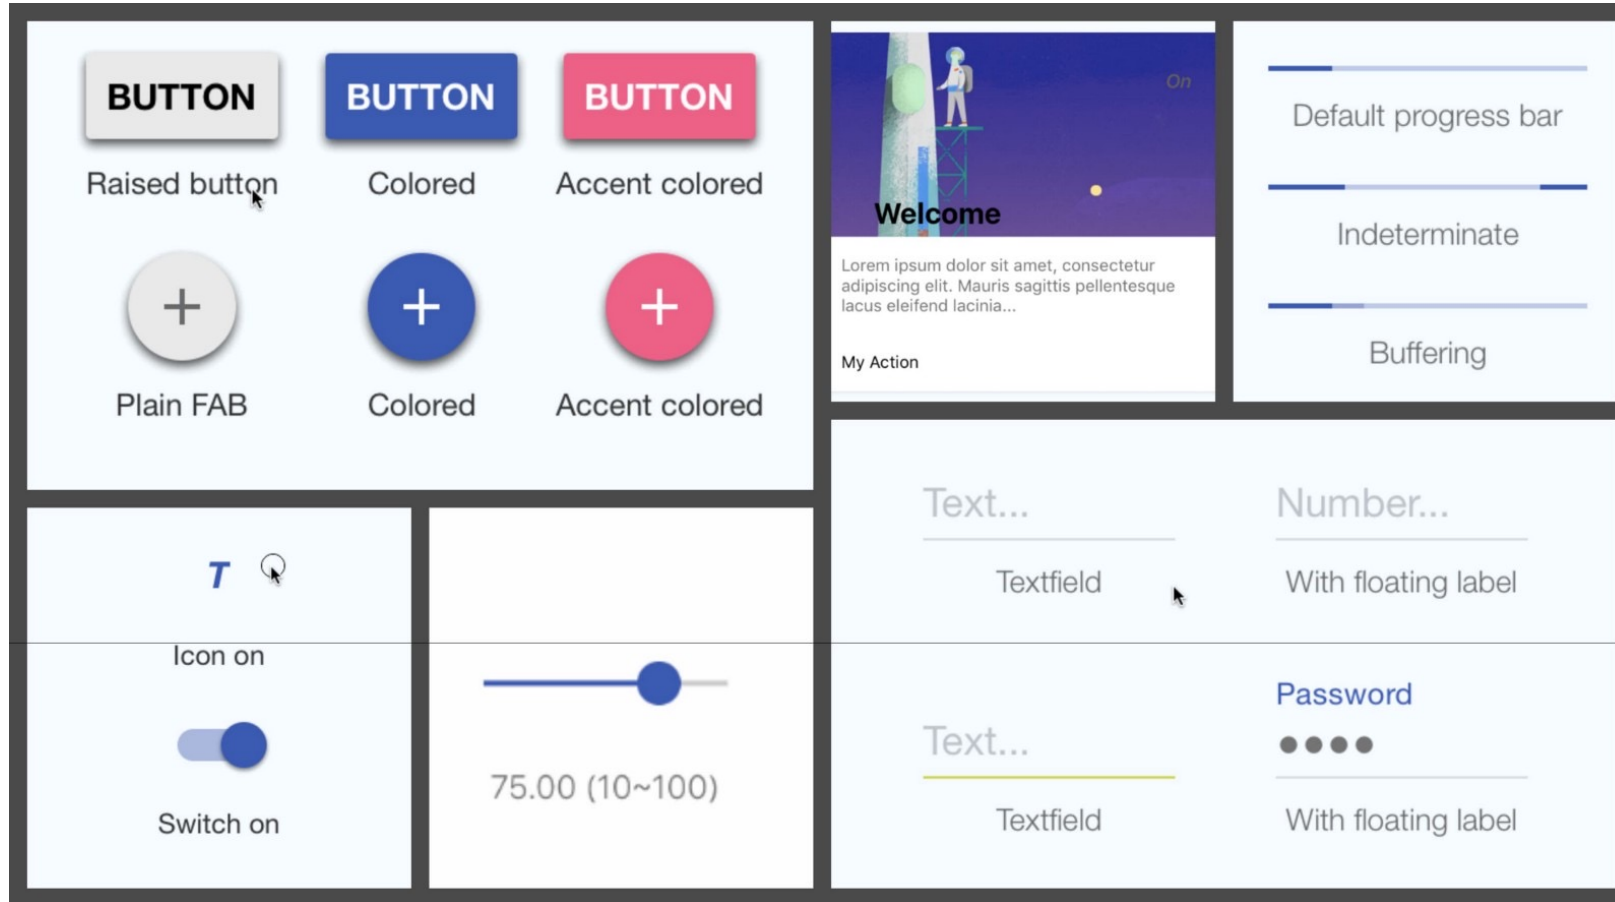 BUTTON BUTTON BUTTON
Raised button Colored Accent colored
Plain FAB Colored Accent colored
On
Welcome
Lorem ipsum dolor sit amet, consectetur
adipiscing elit. Mauris sagittis pellentesque
lacus eleifend lacinia...
My Action
Default progress bar
Indeterminate
Buffering
T
Icon on
Switch on
75.00 (10~100)
Text... Number...
Textfield With floating label
Password
Text... ●●●●
Textfield With floating label